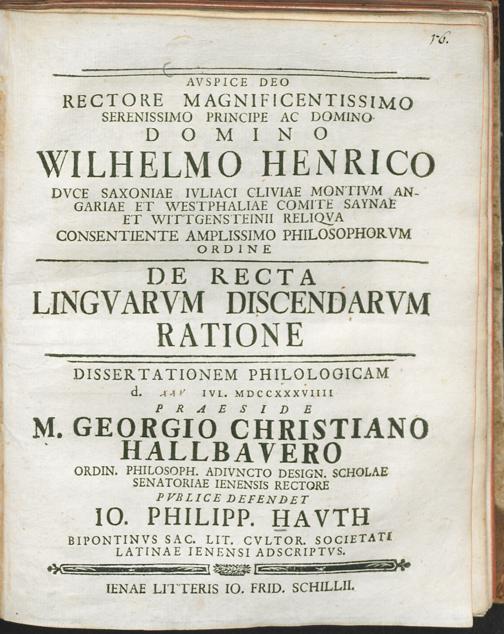 76.
AVSPICE DEO
RECTORE MAGNIFICENTISSIMO
SERENISSIMO PRINCIPE AC DOMINO
DOMINO
WILHELMO HENRICO
DVCE SAXONIAE IVLIACI CLIVIAE MONTIVM AN-
GARIAE ET WESTPHALIAE COMITE SAYNAE
ET WITTGENSTEINII RELIQVA
CONSENTIENTE AMPLISSIMO PHILOSOPHORVM
ORDINE
DE RECTA
LINGVARVM DISCENDARVM
RATIONE
DISSERTATIONEM PHILOLOGICAM
d. IVL. MDCCXXXVIIII
PRAESIDE
M. GEORGIO CHRISTIANO
HALLBAVERO
ORDIN. PHILOSOPH. ADIVNCTO DESIGN. SCHOLAE
SENATORIAE IENENSIS RECTORE
PVBLICE DEFENDET
IO. PHILIPP. HAVTH
BIPONTINVS SAC. LIT. CVLTOR. SOCIETATI
LATINAE IENENSI ADSCRIPTVS.
IENAE LITTERIS IO. FRID. SCHILLII.